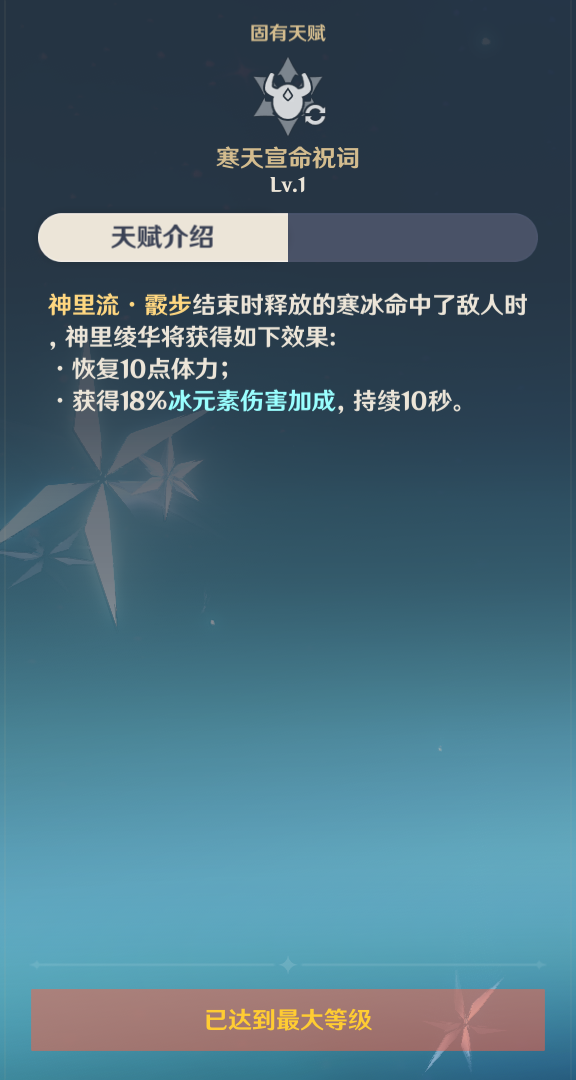 固有天赋
寒天宣命祝词
Lv.1
天赋介绍
神里流·霰步结束时释放的寒冰命中了敌人时
，神里绫华将获得如下效果：
·恢复10点体力；
·获得18%冰元素伤害加成，持续10秒。
已达到最大等级